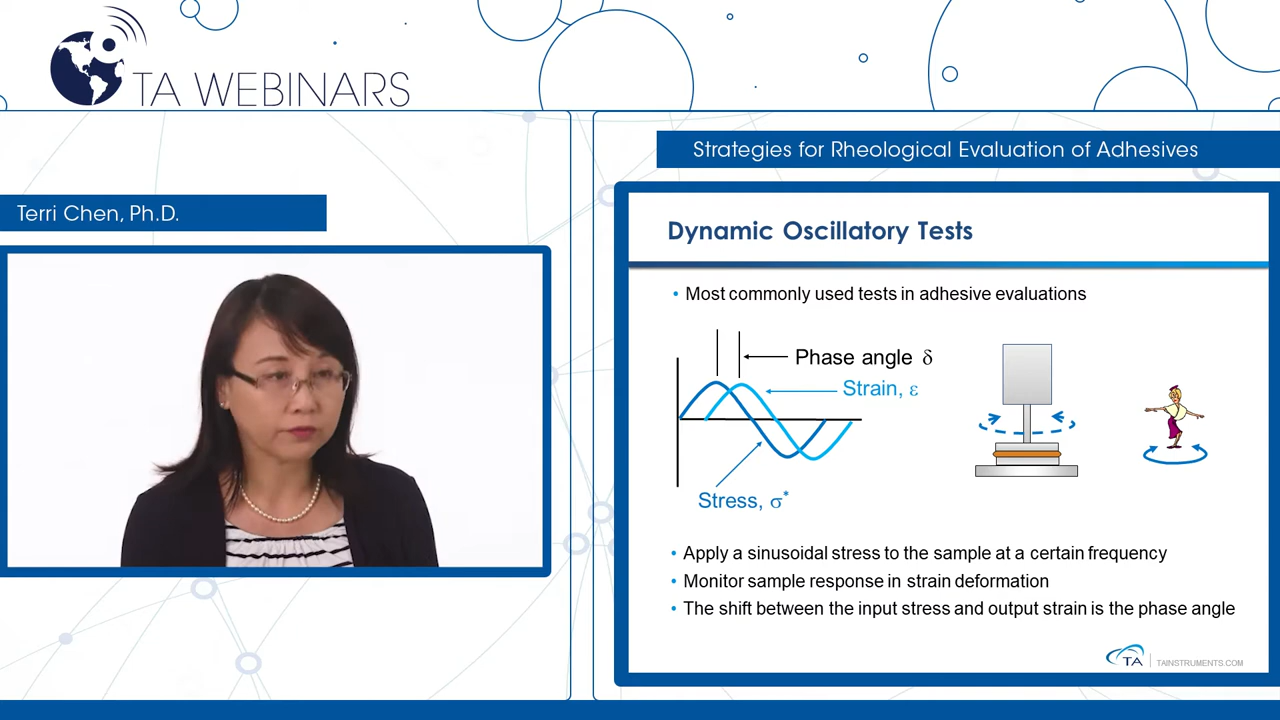 TA WEBINARS
Strategies for Rheological Evaluation of Adhesives
Terri Chen, Ph.D.
Dynamic Oscillatory Tests
• Most commonly used tests in adhesive evaluations
Phase angle δ
Strain, ε
Stress, σ*
• Apply a sinusoidal stress to the sample at a certain frequency
• Monitor sample response in strain deformation
• The shift between the input stress and output strain is the phase angle
TA
TAINSTRUMENTS.COM